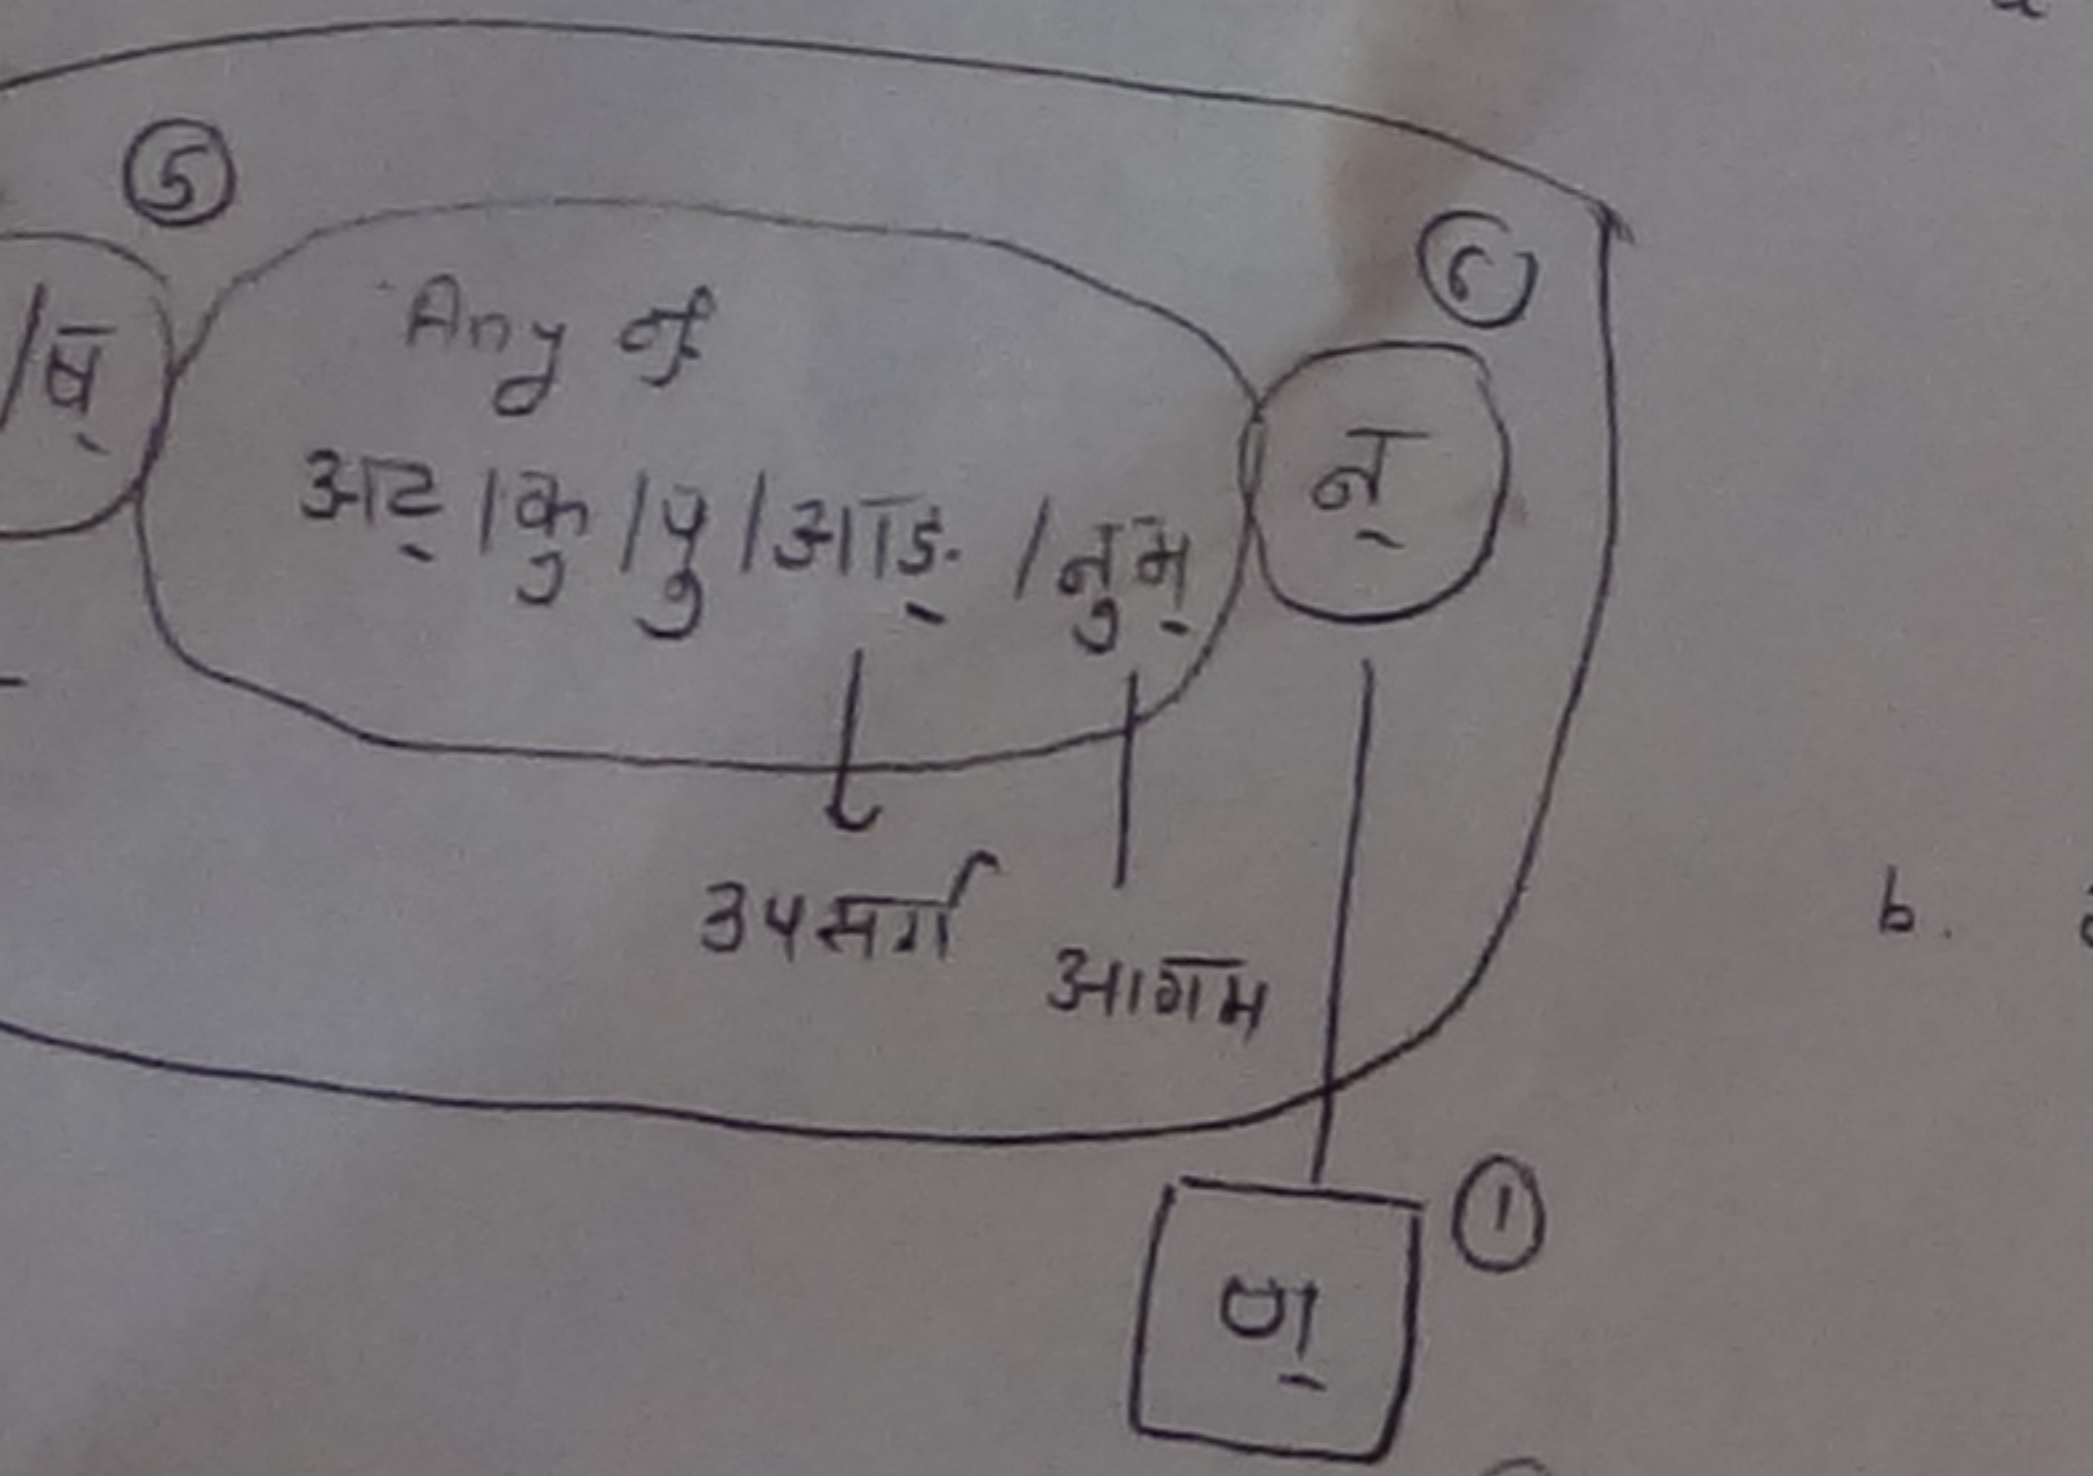 5
6
/ष्
Any of
अट् / कु / पु / आङ् / नुम्
न्
उपसर्ग
आगम
b.
1
ण्